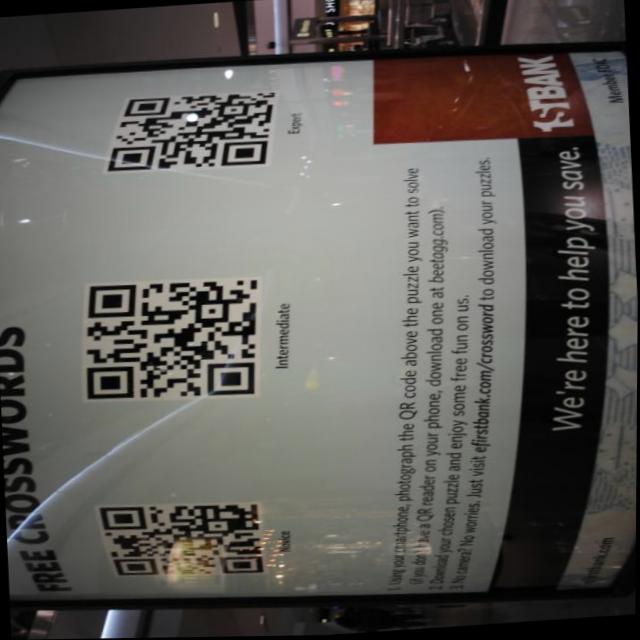 FREE CROSSWORDS
Novice
Intermediate
Expert
1. Using your smartphone, photograph the QR code above the puzzle you want to solve
(if you do not have a QR reader on your phone, download one at beetagg.com).
2. Download your chosen puzzle and enjoy some free fun on us.
3. No camera? No worries. Just visit efirstbank.com/crossword to download your puzzles.
1STBANK
We're here to help you save.
efirstbank.com
Member FDIC